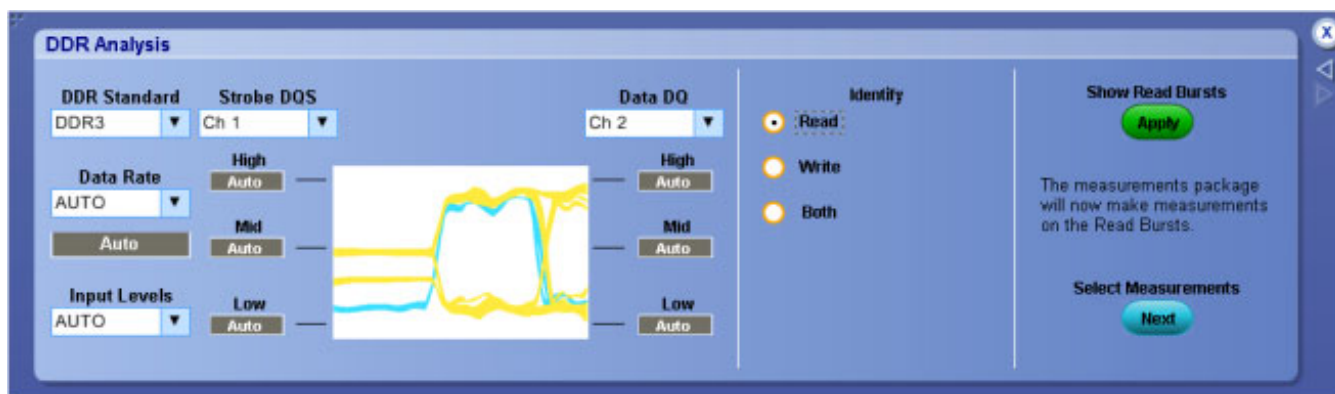 X
DDR Analysis
DDR Standard
DDR3
Strobe DQS
Ch 1
Data DQ
Ch 2
Data Rate
AUTO
Auto
Input Levels
AUTO
High
Auto
Mid
Auto
Low
Auto
High
Auto
Mid
Auto
Low
Auto
Identify
Read
Write
Both
Show Read Bursts
Apply
The measurements package
will now make measurements
on the Read Bursts.
Select Measurements
Next